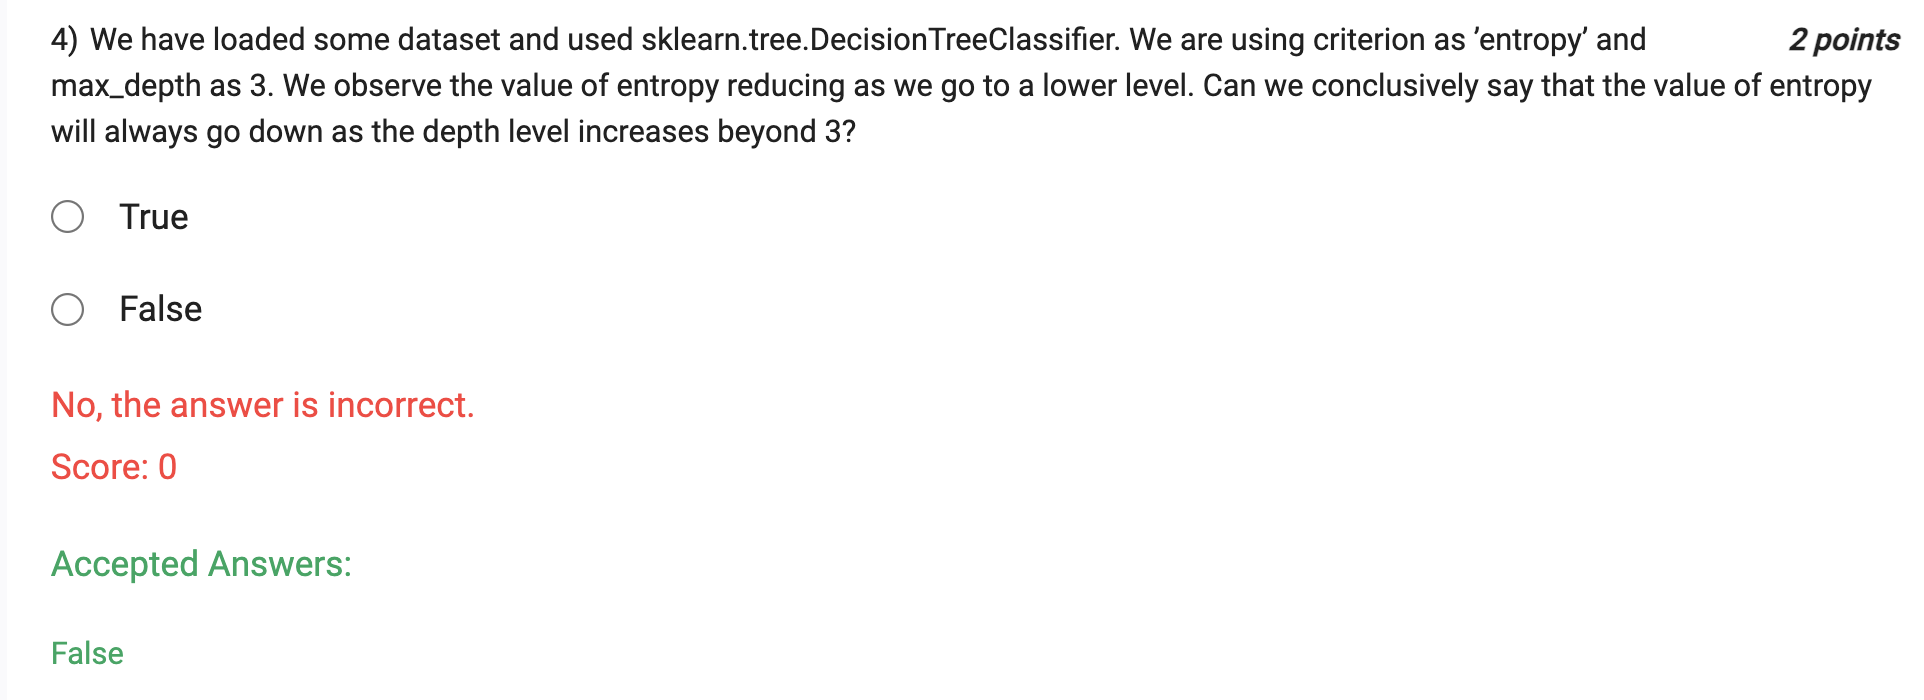 4) We have loaded some dataset and used sklearn.tree.DecisionTreeClassifier. We are using criterion as ’entropy’ and 2 points
max_depth as 3. We observe the value of entropy reducing as we go to a lower level. Can we conclusively say that the value of entropy
will always go down as the depth level increases beyond 3?
True
False
No, the answer is incorrect.
Score: 0
Accepted Answers:
False